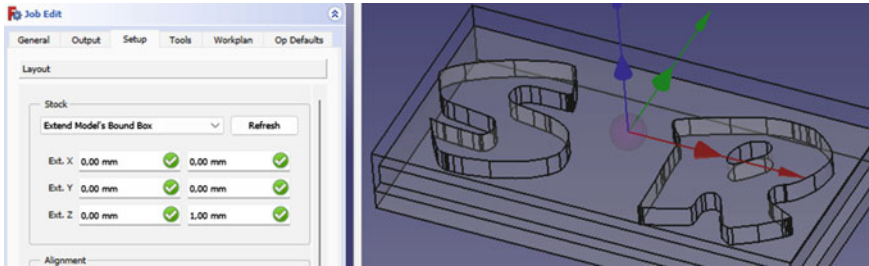 Job Edit
General Output Setup Tools Workplan Op Defaults
Layout
Stock
Extend Model's Bound Box Refresh
Ext. X 0,00 mm 0,00 mm
Ext. Y 0,00 mm 0,00 mm
Ext. Z 0,00 mm 1,00 mm
Alignment
S R